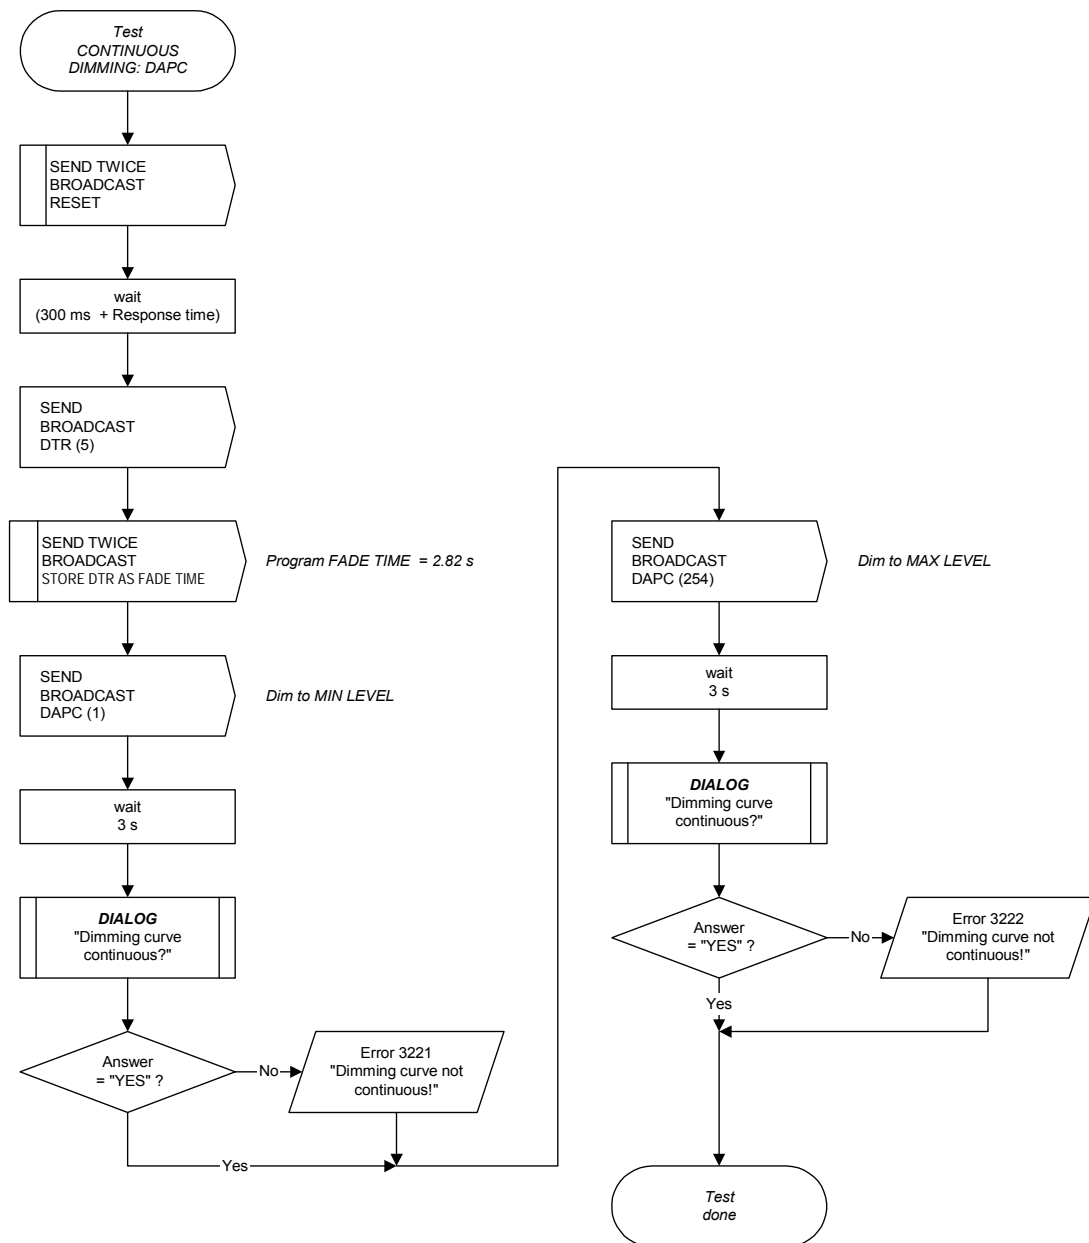 Test
CONTINUOUS
DIMMING: DAPC
SEND TWICE
BROADCAST
RESET
wait
(300 ms + Response time)
SEND
BROADCAST
DTR (5)
SEND TWICE
BROADCAST
STORE DTR AS FADE TIME
Program FADE TIME = 2.82 s
SEND
BROADCAST
DAPC (1)
Dim to MIN LEVEL
wait
3 s
DIALOG
"Dimming curve
continuous?"
Answer
= "YES" ?
No
Error 3221
"Dimming curve not
continuous!"
Yes
SEND
BROADCAST
DAPC (254)
Dim to MAX LEVEL
wait
3 s
DIALOG
"Dimming curve
continuous?"
Answer
= "YES" ?
No
Error 3222
"Dimming curve not
continuous!"
Yes
Test
done